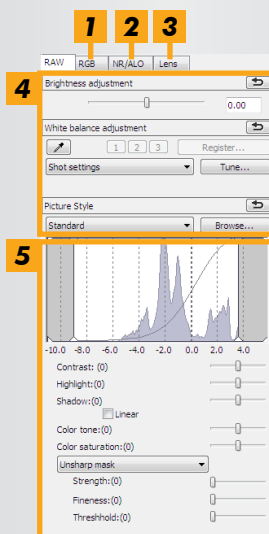 1 2 3
RAW RGB NR/ALO Lens
4
Brightness adjustment
0.00
White balance adjustment
1 2 3 Register...
Shot settings Tune...
Picture Style
Standard Browse...
5
-10.0 -8.0 -6.0 -4.0 -2.0 0.0 2.0 4.0
Contrast: (0)
Highlight:(0)
Shadow:(0)
Linear
Color tone:(0)
Color saturation:(0)
Unsharp mask
Strength:(0)
Fineness:(0)
Threshhold:(0)